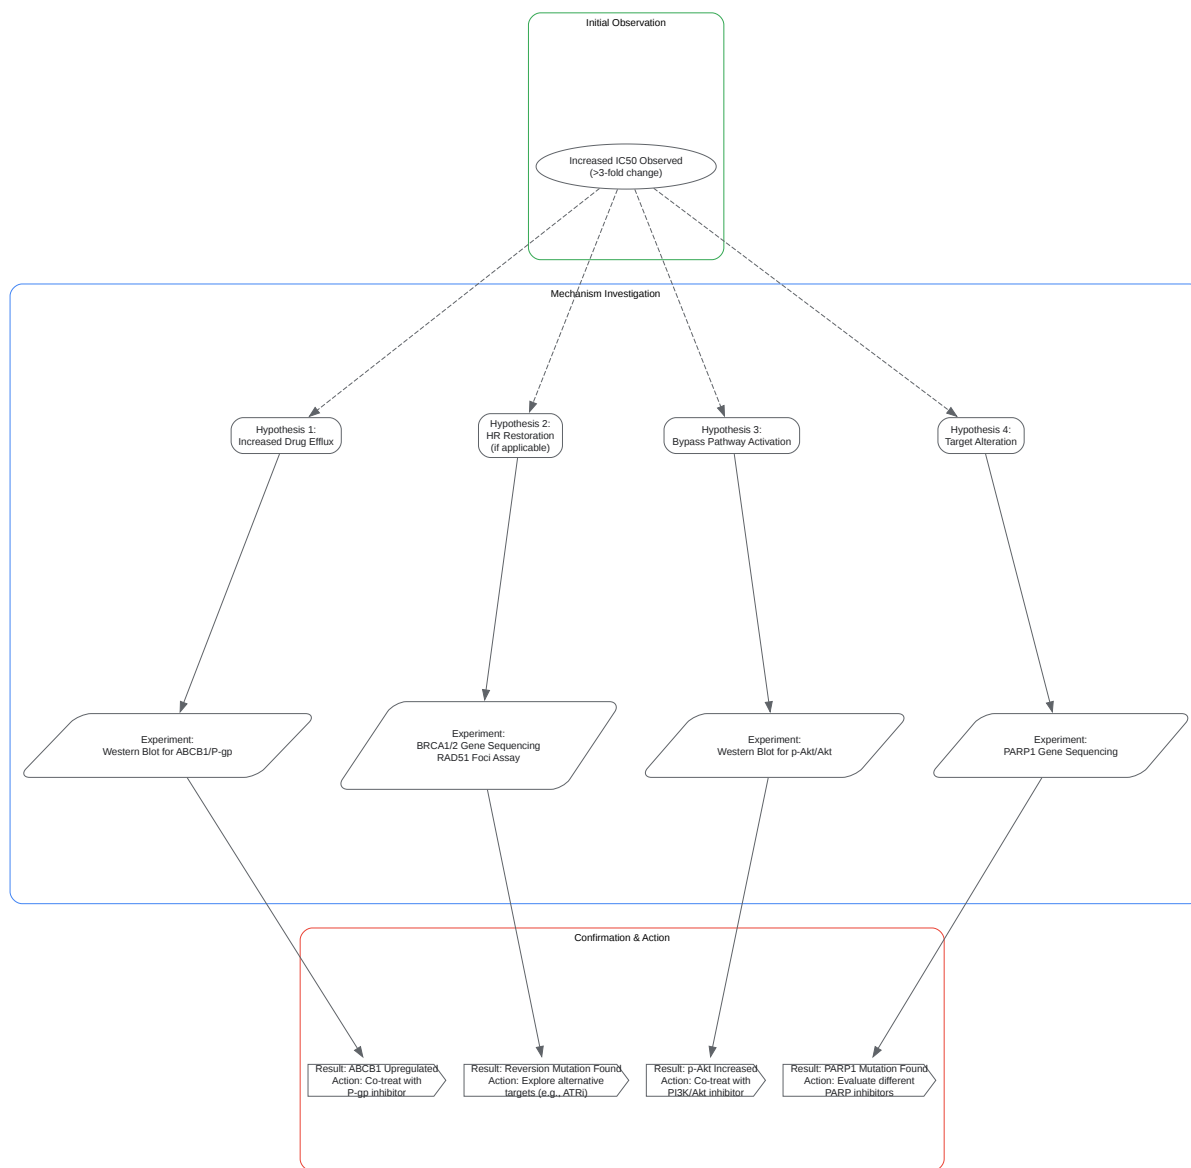 Initial Observation
Increased IC50 Observed
(>3-fold change)
Mechanism Investigation
Hypothesis 1:
Increased Drug Efflux
Hypothesis 2:
HR Restoration
(if applicable)
Hypothesis 3:
Bypass Pathway Activation
Hypothesis 4:
Target Alteration
Experiment:
Western Blot for ABCB1/P-gp
Experiment:
BRCA1/2 Gene Sequencing
RAD51 Foci Assay
Experiment:
Western Blot for p-Akt/Akt
Experiment:
PARP1 Gene Sequencing
Confirmation & Action
Result: ABCB1 Upregulated
Action: Co-treat with
P-gp inhibitor
Result: Reversion Mutation Found
Action: Explore alternative
targets (e.g., ATRi)
Result: p-Akt Increased
Action: Co-treat with
PI3K/Akt inhibitor
Result: PARP1 Mutation Found
Action: Evaluate different
PARP inhibitors